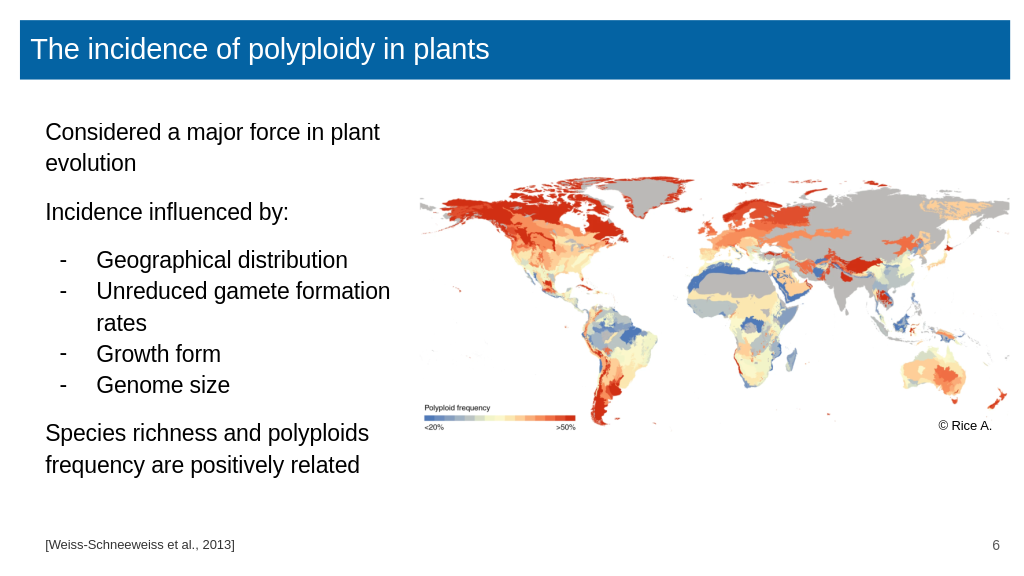 The incidence of polyploidy in plants
Considered a major force in plant
evolution
Incidence influenced by:
- Geographical distribution
- Unreduced gamete formation
rates
- Growth form
- Genome size
Species richness and polyploids
frequency are positively related
Polyploid frequency
<20% >50%
© Rice A.
[Weiss-Schneeweiss et al., 2013]
6